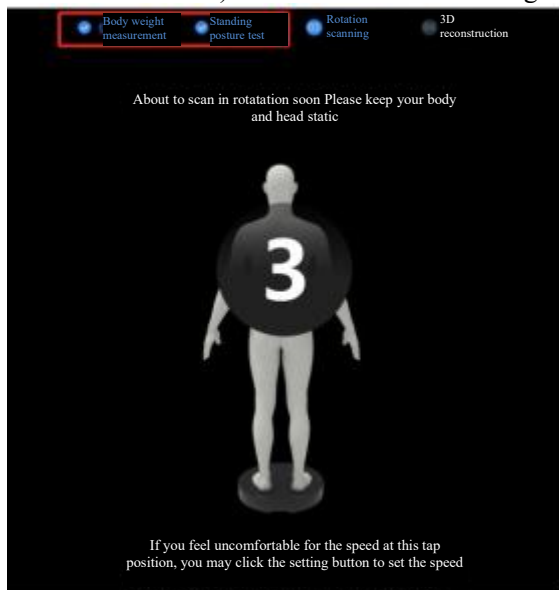 Body weight
measurement
Standing
posture test
Rotation
scanning
3D
reconstruction
About to scan in rotatation soon Please keep your body
and head static
3
If you feel uncomfortable for the speed at this tap
position, you may click the setting button to set the speed